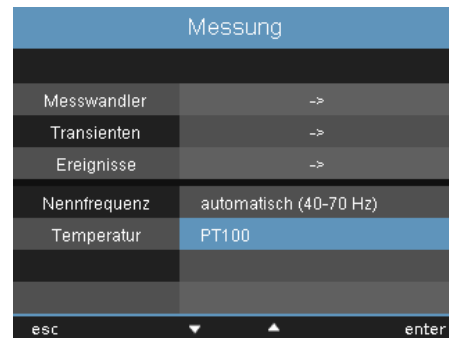 Messung
Messwandler ->
Transienten ->
Ereignisse ->
Nennfrequenz automatisch (40-70 Hz)
Temperatur PT100
esc ▼ ▲ enter